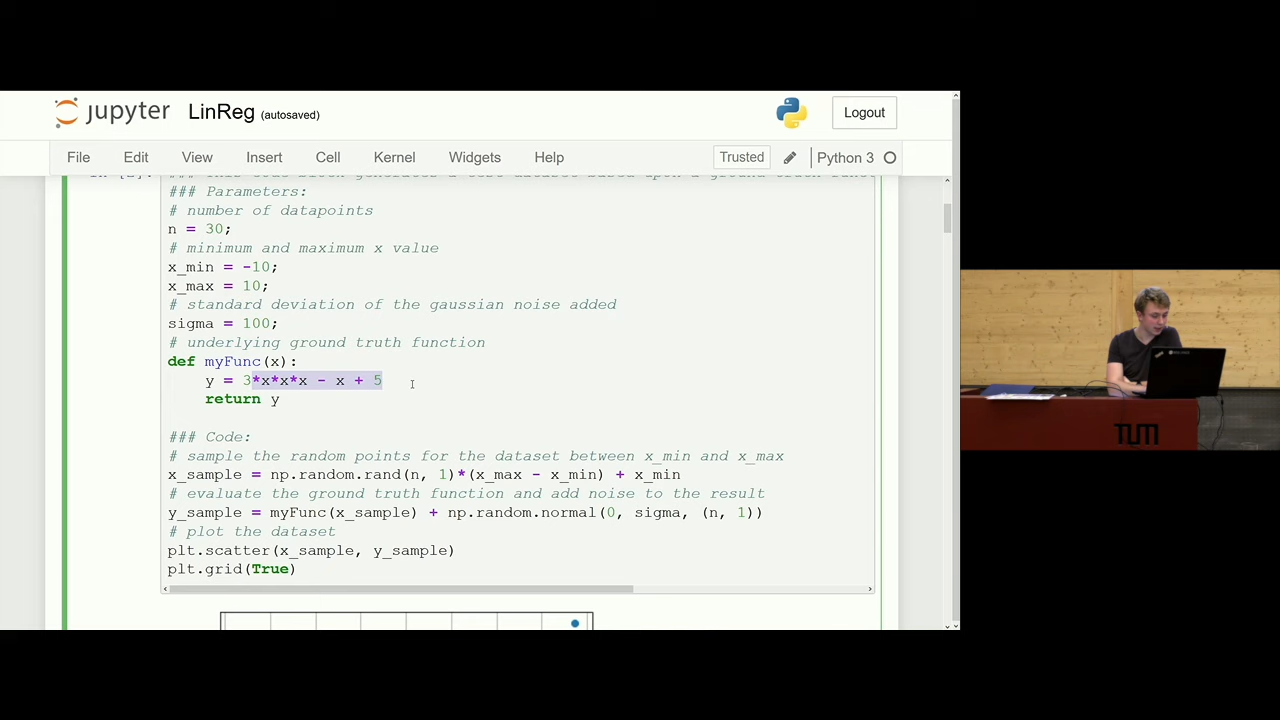 jupyter LinReg (autosaved)
Logout
File Edit View Insert Cell Kernel Widgets Help
Trusted Python 3
### Parameters:
# number of datapoints
n = 30;
# minimum and maximum x value
x_min = -10;
x_max = 10;
# standard deviation of the gaussian noise added
sigma = 100;
# underlying ground truth function
def myFunc(x):
y = 3*x*x*x - x + 5
return y
### Code:
# sample the random points for the dataset between x_min and x_max
x_sample = np.random.rand(n, 1)*(x_max - x_min) + x_min
# evaluate the ground truth function and add noise to the result
y_sample = myFunc(x_sample) + np.random.normal(0, sigma, (n, 1))
# plot the dataset
plt.scatter(x_sample, y_sample)
plt.grid(True)
TUM